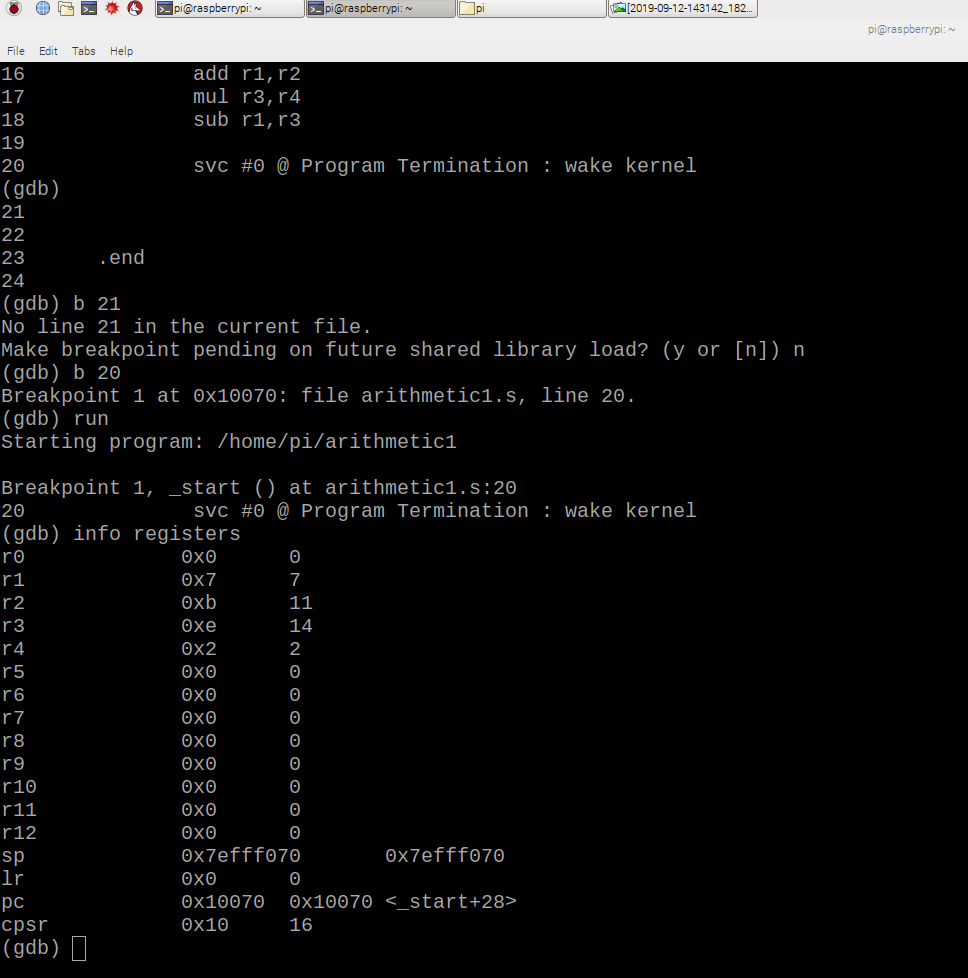 pi@raspberrypi: ~ pi@raspberrypi: ~ pi [2019-09-12-143142_182...
pi@raspberrypi: ~
File Edit Tabs Help
16 add r1,r2
17 mul r3,r4
18 sub r1,r3
19
20 svc #0 @ Program Termination : wake kernel
(gdb)
21
22
23 .end
24
(gdb) b 21
No line 21 in the current file.
Make breakpoint pending on future shared library load? (y or [n]) n
(gdb) b 20
Breakpoint 1 at 0x10070: file arithmetic1.s, line 20.
(gdb) run
Starting program: /home/pi/arithmetic1
Breakpoint 1, _start () at arithmetic1.s:20
20 svc #0 @ Program Termination : wake kernel
(gdb) info registers
r0 0x0 0
r1 0x7 7
r2 0xb 11
r3 0xe 14
r4 0x2 2
r5 0x0 0
r6 0x0 0
r7 0x0 0
r8 0x0 0
r9 0x0 0
r10 0x0 0
r11 0x0 0
r12 0x0 0
sp 0x7efff070 0x7efff070
lr 0x0 0
pc 0x10070 0x10070 <_start+28>
cpsr 0x10 16
(gdb)